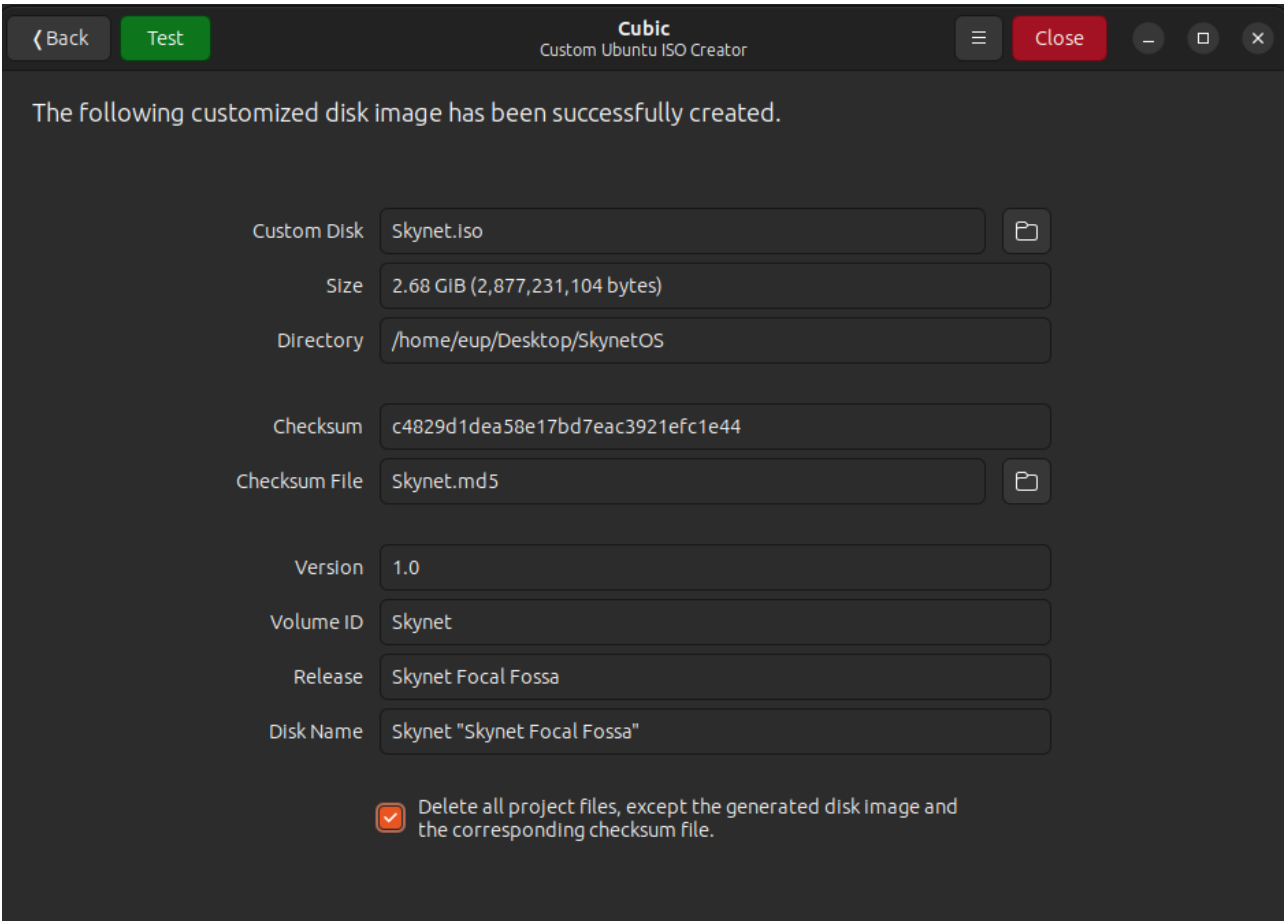 Back
Test
Cubic
Custom Ubuntu ISO Creator
Close
The following customized disk image has been successfully created.
Custom Disk
Skynet.iso
Size
2.68 GiB (2,877,231,104 bytes)
Directory
/home/eup/Desktop/SkynetOS
Checksum
c4829d1dea58e17bd7eac3921efc1e44
Checksum File
Skynet.md5
Version
1.0
Volume ID
Skynet
Release
Skynet Focal Fossa
Disk Name
Skynet "Skynet Focal Fossa"
Delete all project files, except the generated disk image and
the corresponding checksum file.